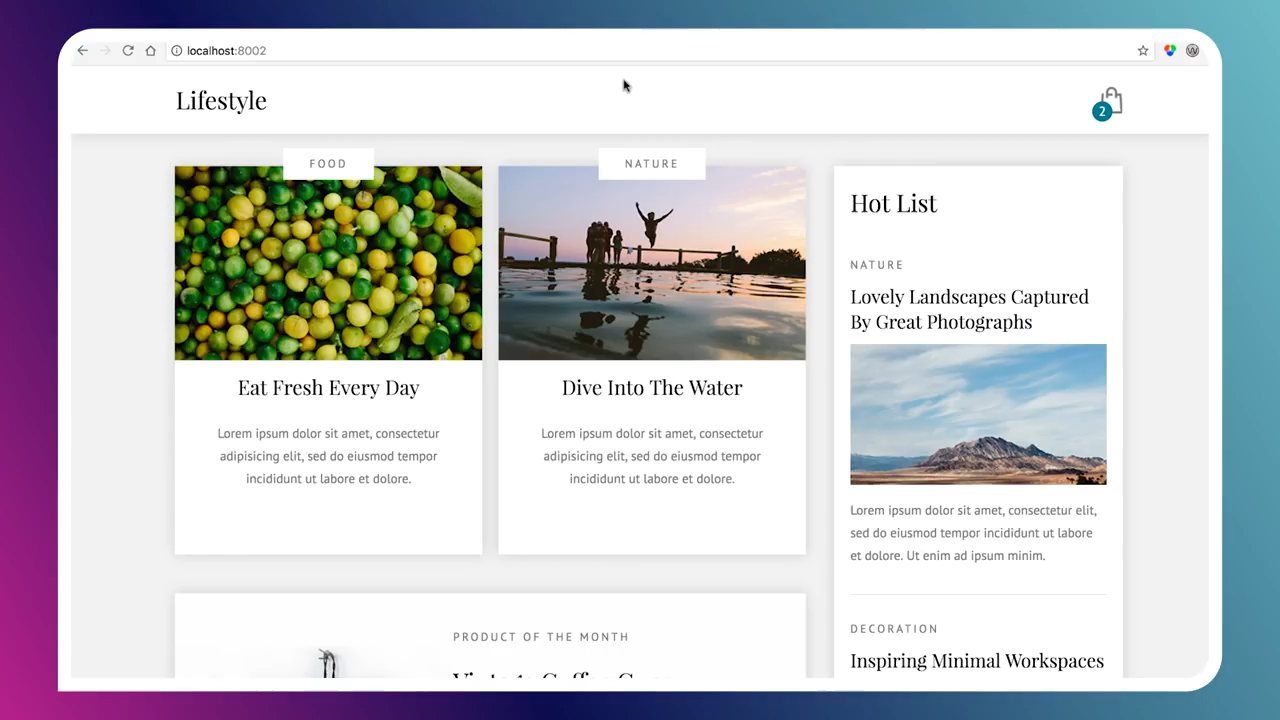 localhost:8002
Lifestyle
2
FOOD
Eat Fresh Every Day
Lorem ipsum dolor sit amet, consectetur
adipisicing elit, sed do eiusmod tempor
incididunt ut labore et dolore.
NATURE
Dive Into The Water
Lorem ipsum dolor sit amet, consectetur
adipisicing elit, sed do eiusmod tempor
incididunt ut labore et dolore.
PRODUCT OF THE MONTH
Hot List
NATURE
Lovely Landscapes Captured
By Great Photographs
Lorem ipsum dolor sit amet, consectetur elit,
sed do eiusmod tempor incididunt ut labore
et dolore. Ut enim ad ipsum minim.
DECORATION
Inspiring Minimal Workspaces